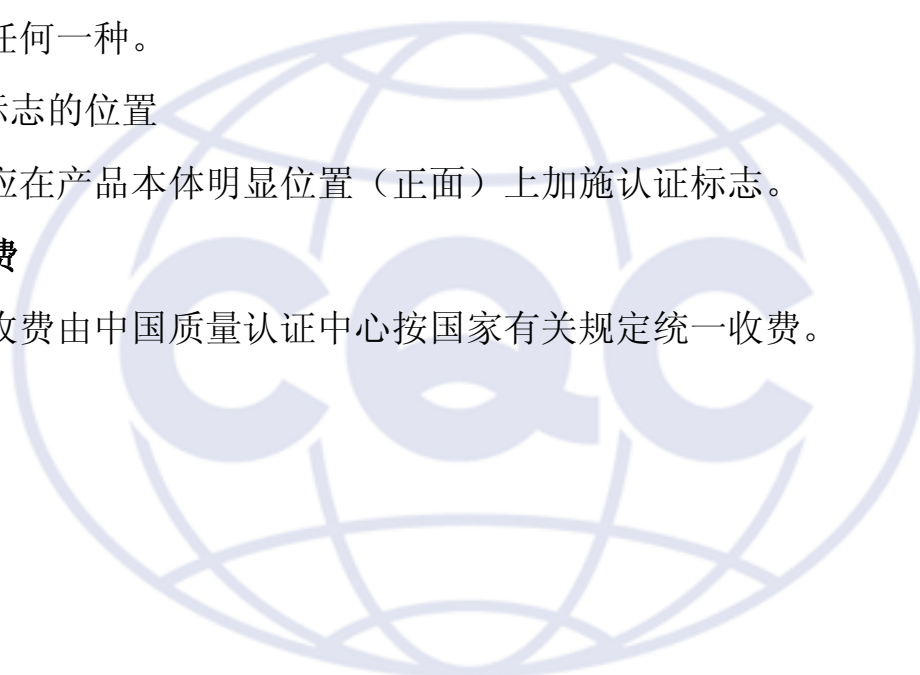 任何一种。
标志的位置
应在产品本体明显位置（正面）上加施认证标志。
费
收费由中国质量认证中心按国家有关规定统一收费。
CQC